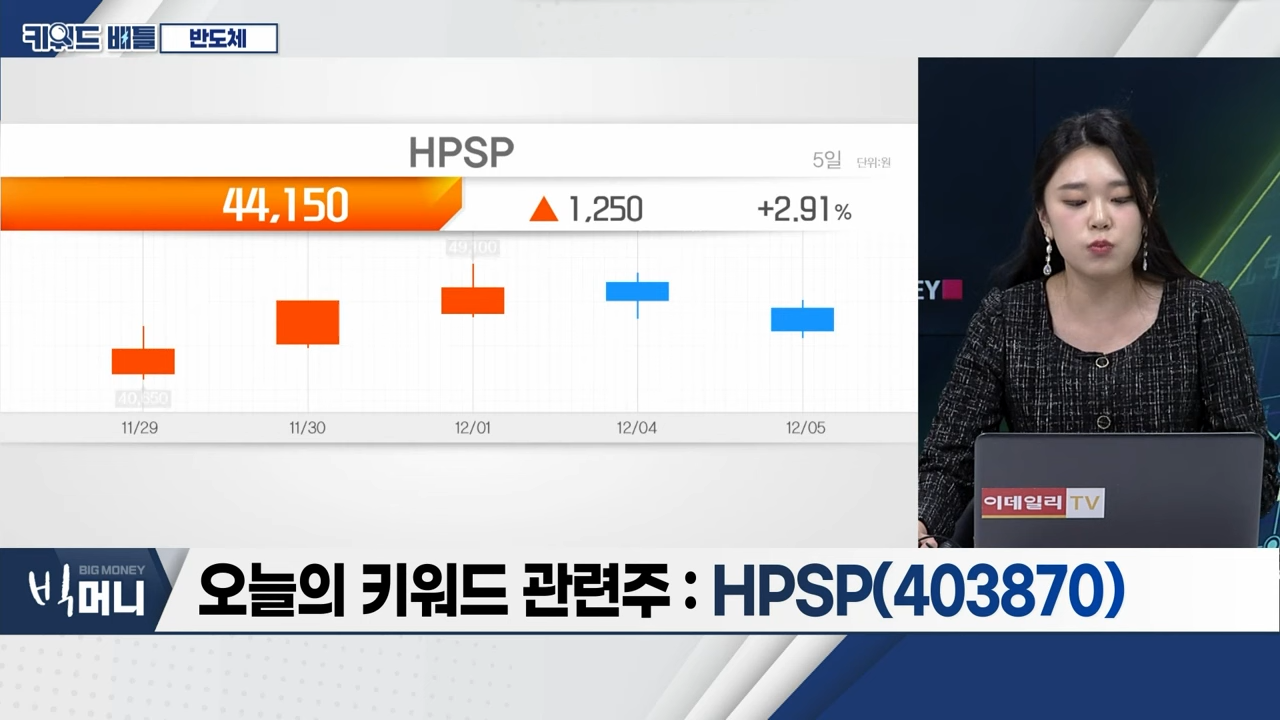 키워드 배틀 반도체
HPSP
5일 단위:원
44,150 ▲ 1,250 +2.91%
49,100
40,350
11/29 11/30 12/01 12/04 12/05
EY
이데일리 TV
BIG MONEY
빅머니
오늘의 키워드 관련주 : HPSP(403870)